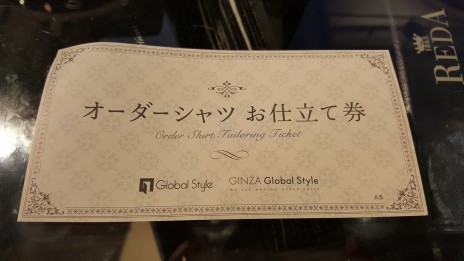 REDA
オーダーシャツ お仕立て券
Order Shirt Tailoring Ticket
Global Style
GINZA Global Style